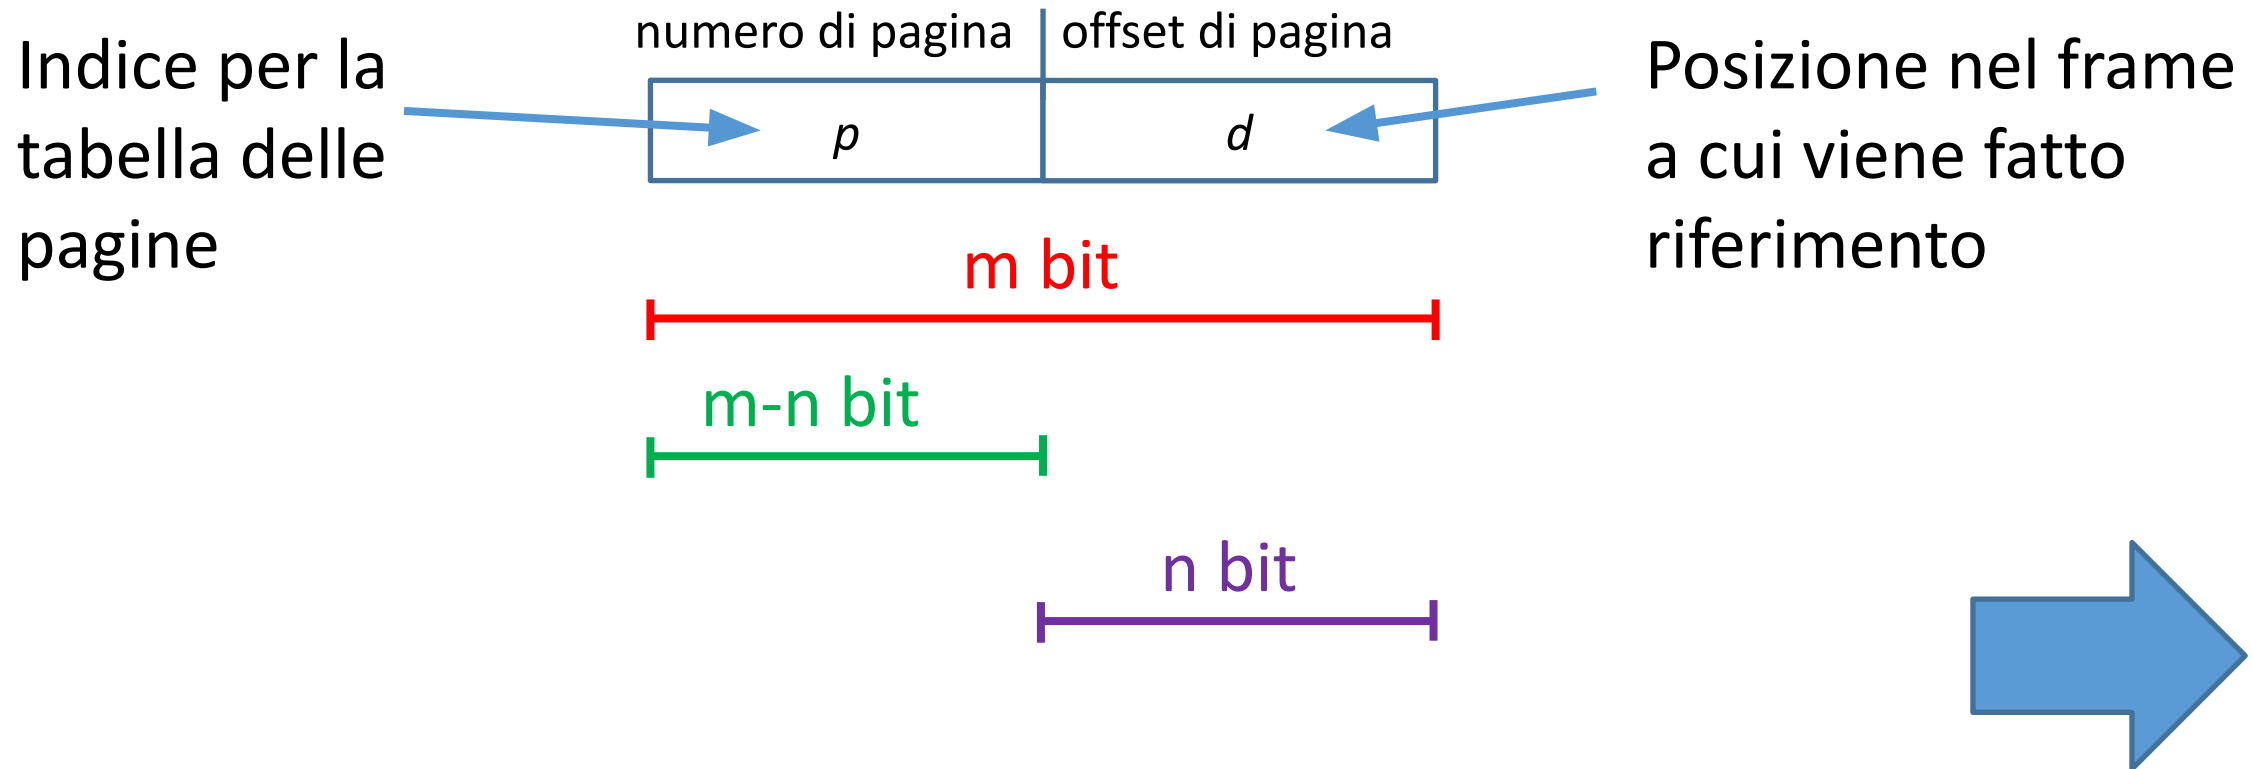 Indice per la
tabella delle
pagine
numero di pagina
offset di pagina
p
d
Posizione nel frame
a cui viene fatto
riferimento
m bit
m-n bit
n bit